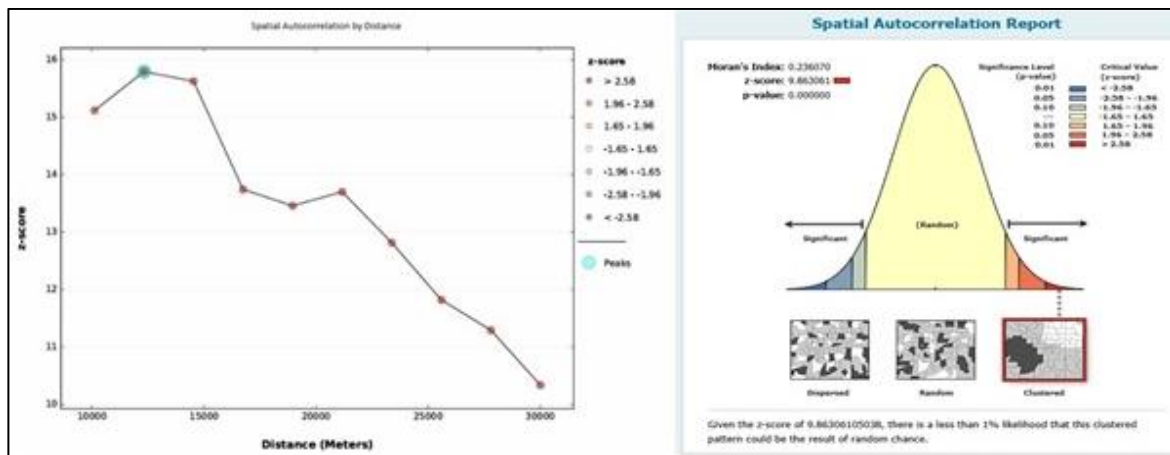 Spatial Autocorrelation by Distance
16
15
14
13
12
11
10
z-score
10000 15000 20000 25000 30000
Distance (Meters)
z-score
> 2.58
1.96 - 2.58
1.65 - 1.96
-1.65 - 1.65
-1.96 - -1.65
-2.58 - -1.96
< -2.58
Peaks
Spatial Autocorrelation Report
Moran's Index: 0.236070
z-score: 9.863061
p-value: 0.000000
Significance Level Critical Value
(p-value) (z-score)
0.01 < -2.58
0.05 -2.58 - -1.96
0.10 -1.96 - -1.65
--- -1.65 - 1.65
0.10 1.65 - 1.96
0.05 1.96 - 2.58
0.01 > 2.58
(Random)
Significant Significant
Dispersed Random Clustered
Given the z-score of 9.86306105038, there is a less than 1% likelihood that this clustered
pattern could be the result of random chance.